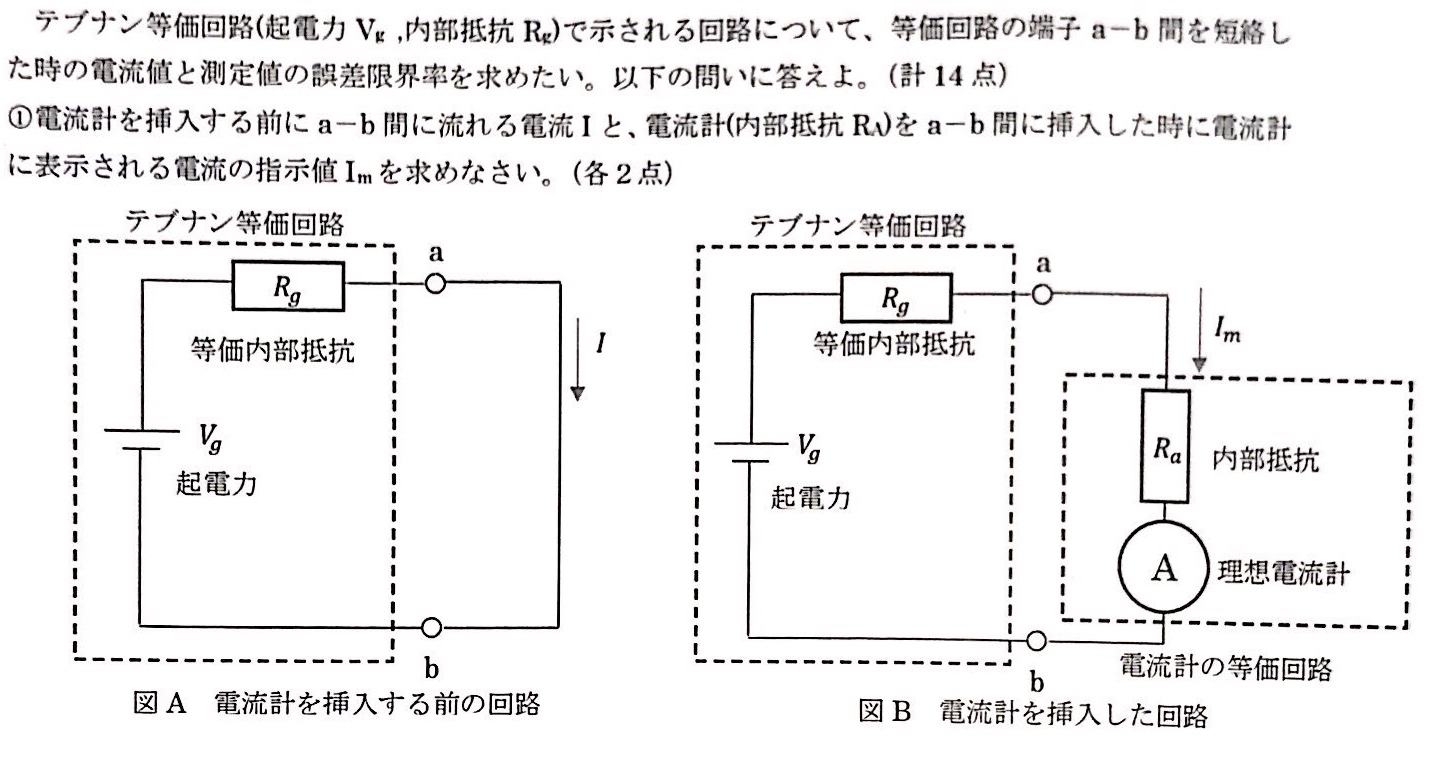 テブナン等価回路(起電力 Vg ,内部抵抗 Rg)で示される回路について、等価回路の端子 a－b 間を短絡し
た時の電流値と測定値の誤差限界率を求めたい。以下の問いに答えよ。(計 14 点)
①電流計を挿入する前に a－b 間に流れる電流 I と、電流計(内部抵抗 RA)を a－b 間に挿入した時に電流計
に表示される電流の指示値 Im を求めなさい。(各 2 点)
テブナン等価回路
a
Rg
等価内部抵抗
I
Vg
起電力
b
図 A　電流計を挿入する前の回路
テブナン等価回路
a
Rg
等価内部抵抗
Im
Vg
起電力
Ra
内部抵抗
A
理想電流計
b
電流計の等価回路
図 B　電流計を挿入した回路